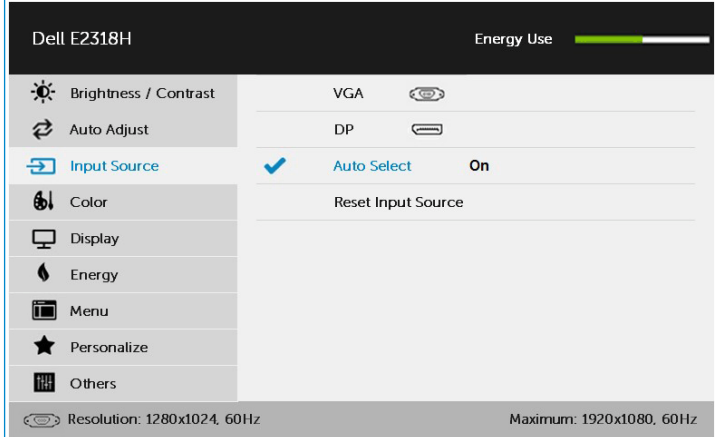 Dell E2318H Energy Use
Brightness / Contrast VGA
Auto Adjust DP
Input Source Auto Select On
Color Reset Input Source
Display
Energy
Menu
Personalize
Others
Resolution: 1280x1024, 60Hz Maximum: 1920x1080, 60Hz